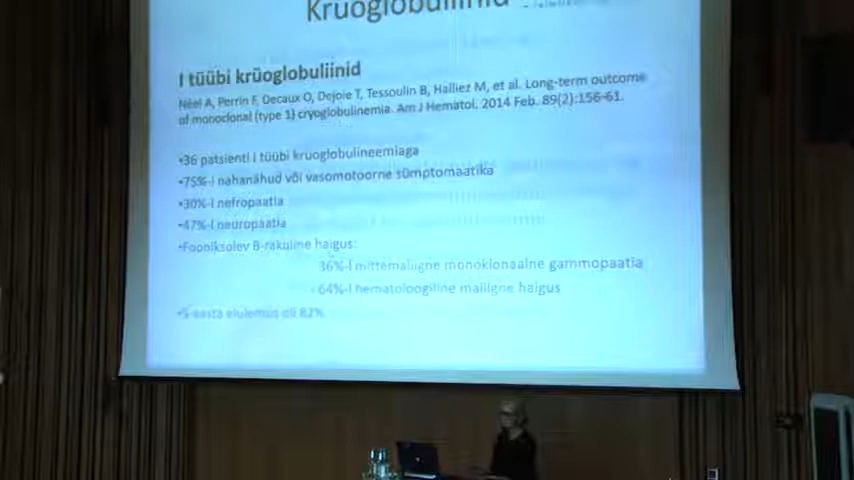 Krüoglobuliinid
I tüübi krüoglobuliinid
Néel A, Perrin F, Decaux O, Dejoie T, Tessoulin B, Halliez M, et al. Long-term outcome
of monoclonal (type 1) cryoglobulinemia. Am J Hematol. 2014 Feb. 89(2):156-61.
•36 patsienti I tüübi krüoglobulineemiaga
•75%-l nahanähud või vasomotoorne sümptomaatika
•30%-l nefropaatia
•47%-l neuropaatia
•Fooniksolev B-rakuline haigus:
36%-l mittemaliigne monoklonaalne gammopaatia
64%-l hematoloogiline maliigne haigus
•5-aasta elulemus oli 82%